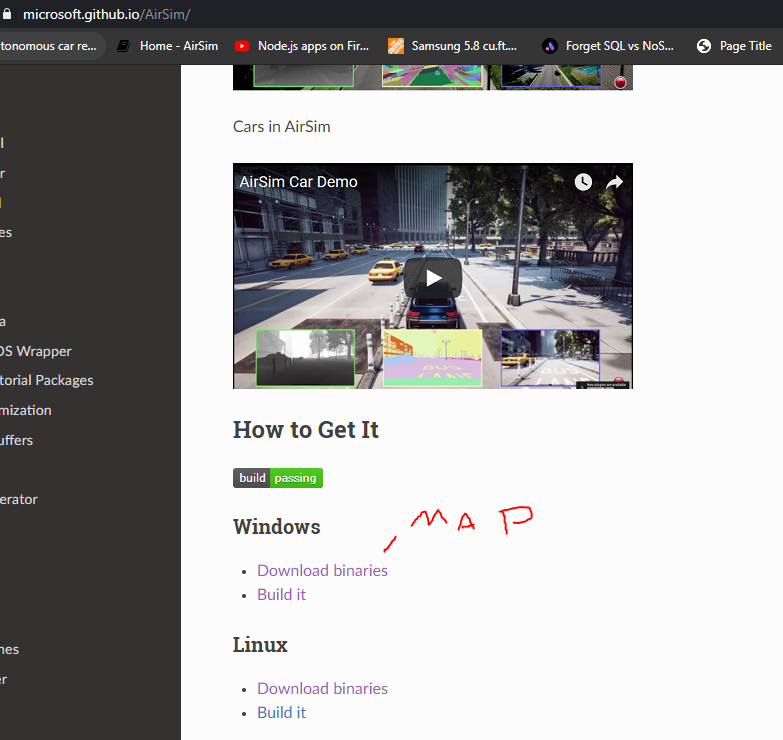 microsoft.github.io/AirSim/
tonomous car re... Home - AirSim Node.js apps on Fir... Samsung 5.8 cu.ft.... Forget SQL vs NoS... Page Title
Cars in AirSim
AirSim Car Demo
BUS
LANE
a
OS Wrapper
torial Packages
mization
uffers
How to Get It
build passing
erator
Windows
MAP
Download binaries
Build it
Linux
nes
er
Download binaries
Build it